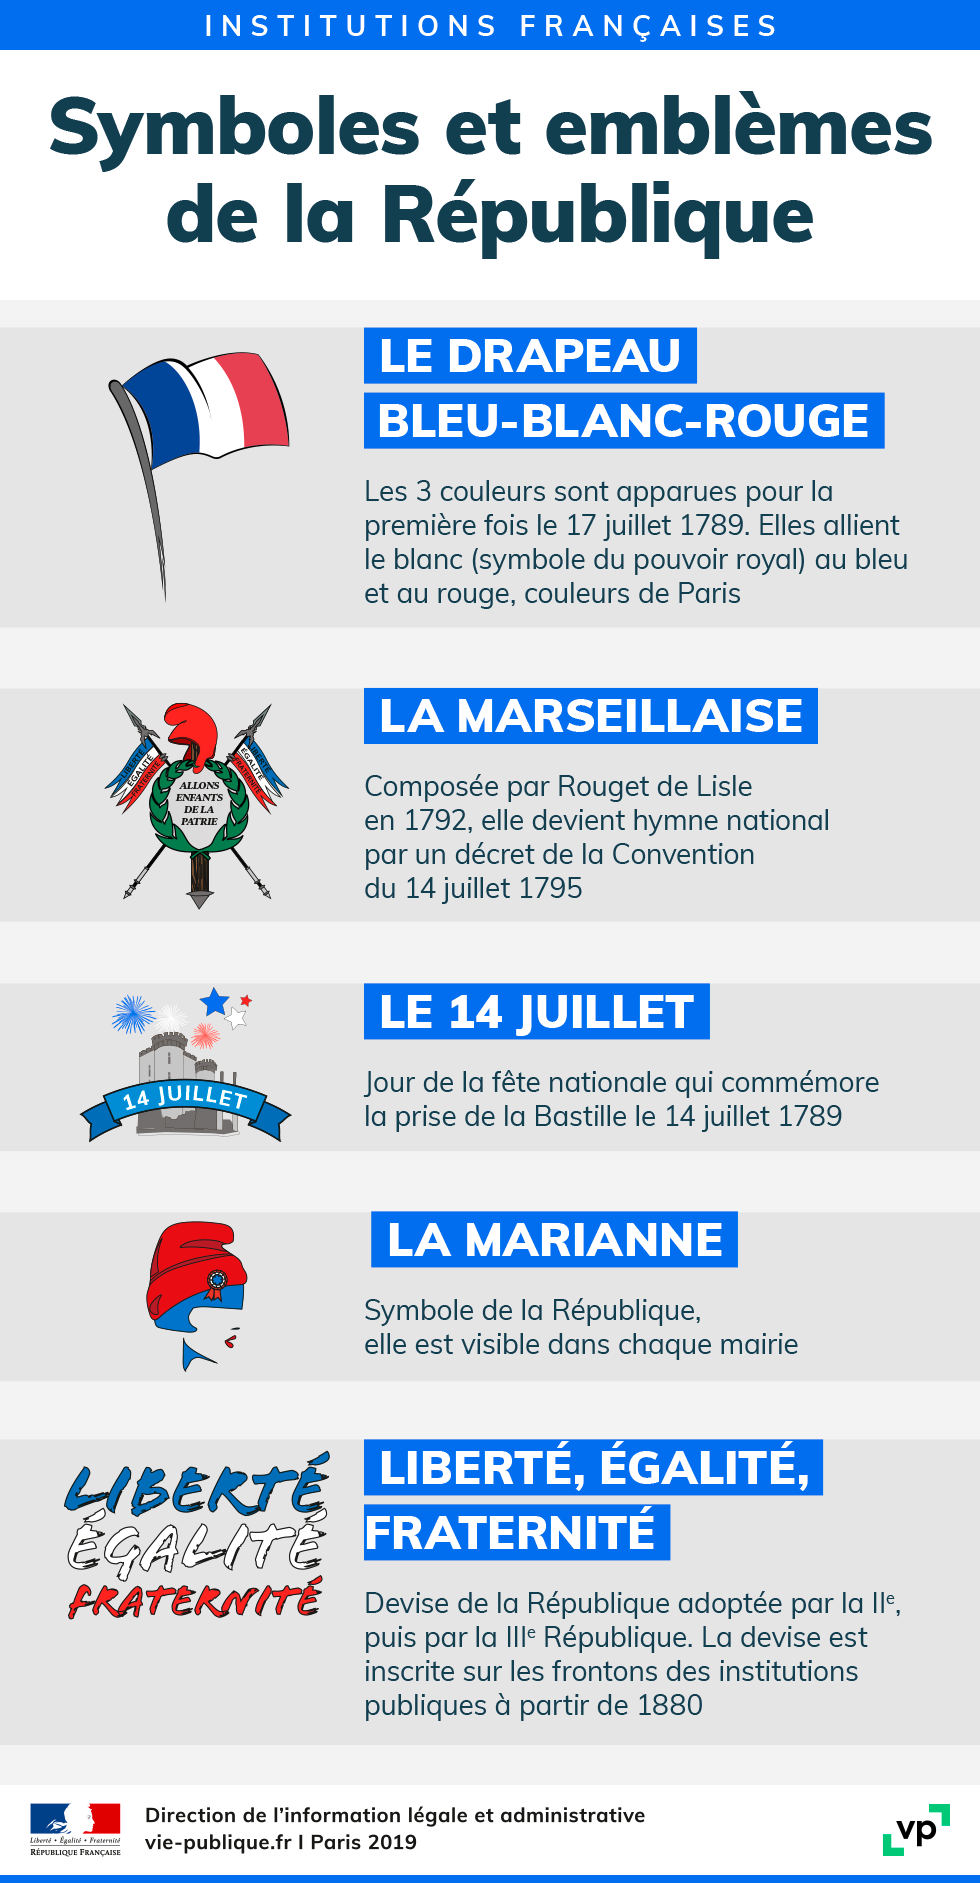 INSTITUTIONS FRANÇAISES
Symboles et emblèmes
de la République
LE DRAPEAU
BLEU-BLANC-ROUGE
Les 3 couleurs sont apparues pour la
première fois le 17 juillet 1789. Elles allient
le blanc (symbole du pouvoir royal) au bleu
et au rouge, couleurs de Paris
LIBERTÉ
ÉGALITÉ
FRATERNITÉ
LIBERTÉ
ÉGALITÉ
FRATERNITÉ
ALLONS
ENFANTS
DE LA
PATRIE
LA MARSEILLAISE
Composée par Rouget de Lisle
en 1792, elle devient hymne national
par un décret de la Convention
du 14 juillet 1795
14 JUILLET
LE 14 JUILLET
Jour de la fête nationale qui commémore
la prise de la Bastille le 14 juillet 1789
LA MARIANNE
Symbole de la République,
elle est visible dans chaque mairie
LIBERTÉ
ÉGALITÉ
FRATERNITÉ
LIBERTÉ, ÉGALITÉ,
FRATERNITÉ
Devise de la République adoptée par la IIᵉ,
puis par la IIIᵉ République. La devise est
inscrite sur les frontons des institutions
publiques à partir de 1880
Liberté • Égalité • Fraternité
RÉPUBLIQUE FRANÇAISE
Direction de l'information légale et administrative
vie-publique.fr I Paris 2019
vp